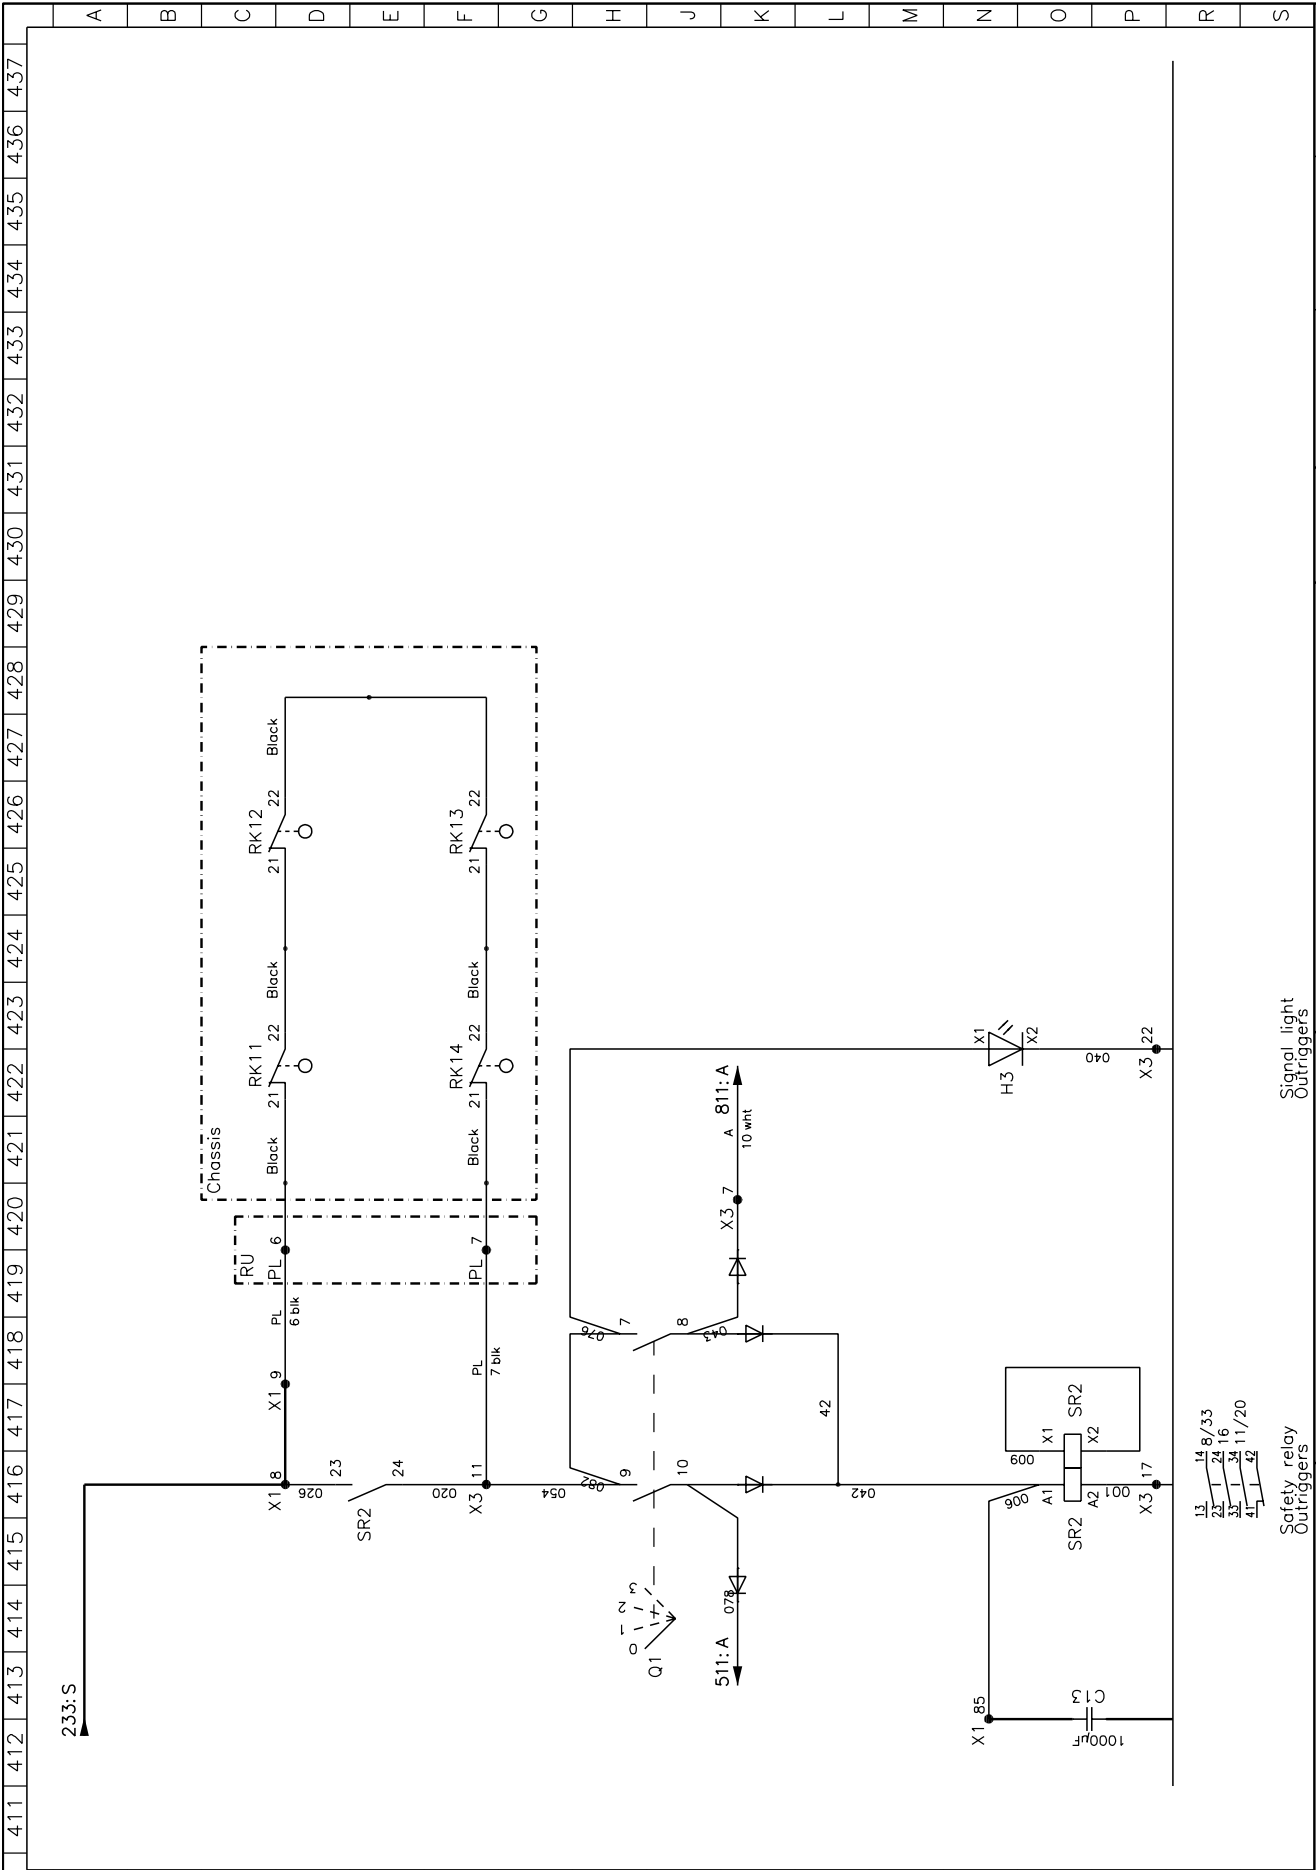 A
B
C
D
E
F
G
H
J
K
L
M
N
O
P
R
S
437
436
435
434
433
432
431
430
429
428
427
426
425
424
423
422
421
420
419
418
417
416
415
414
413
412
411
233:S
Chassis
RU
RK12
21
22
Black
RK13
21
22
RK11
21
22
Black
Black
RK14
21
22
Black
Black
PL 6
PL 7
PL
6 blk
PL
7 blk
X1 9
X1 8
026
23
24
SR2
020
X3 11
054
082
9
10
076
7
8
043
811:A
A
10 wht
X3 7
0
1
2
3
Q1
078
511:A
42
042
X1
X2
H3
040
X3 22
SR2
X1
X2
009
006
A1
A2
SR2
001
X3 17
X1 85
C13
1000µF
13 14 8/33
23 24 16
33 34 11/20
41 42
Safety relay
Outriggers
Signal light
Outriggers